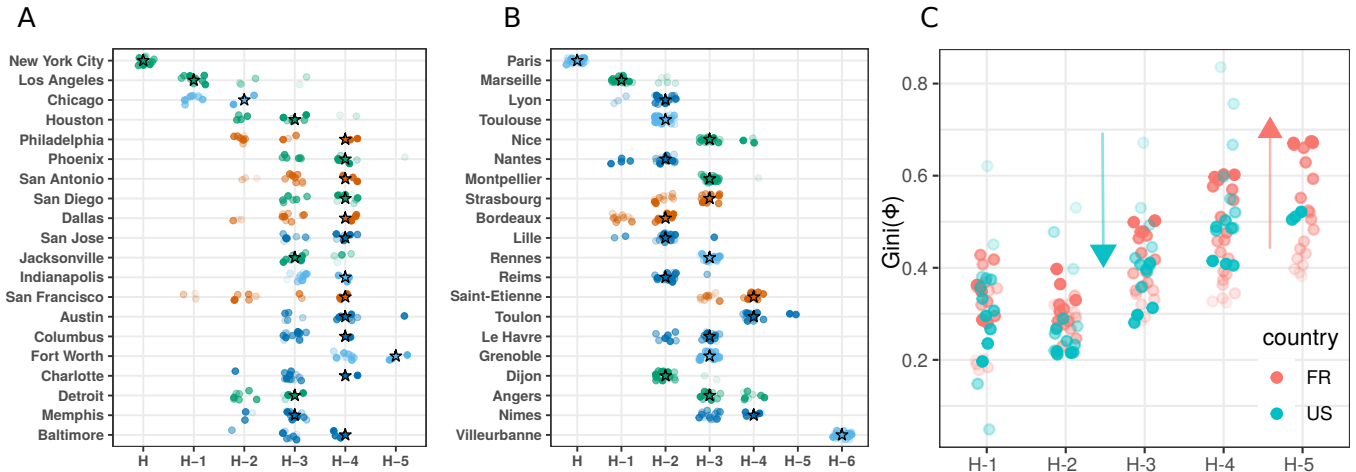 A
New York City
Los Angeles
Chicago
Houston
Philadelphia
Phoenix
San Antonio
San Diego
Dallas
San Jose
Jacksonville
Indianapolis
San Francisco
Austin
Columbus
Fort Worth
Charlotte
Detroit
Memphis
Baltimore
H H−1 H−2 H−3 H−4 H−5
B
Paris
Marseille
Lyon
Toulouse
Nice
Nantes
Montpellier
Strasbourg
Bordeaux
Lille
Rennes
Reims
Saint-Etienne
Toulon
Le Havre
Grenoble
Dijon
Angers
Nimes
Villeurbanne
H H−1 H−2 H−3 H−4 H−5 H−6
C
Gini(Φ)
0.8
0.6
0.4
0.2
country
FR
US
H-1 H-2 H-3 H-4 H-5